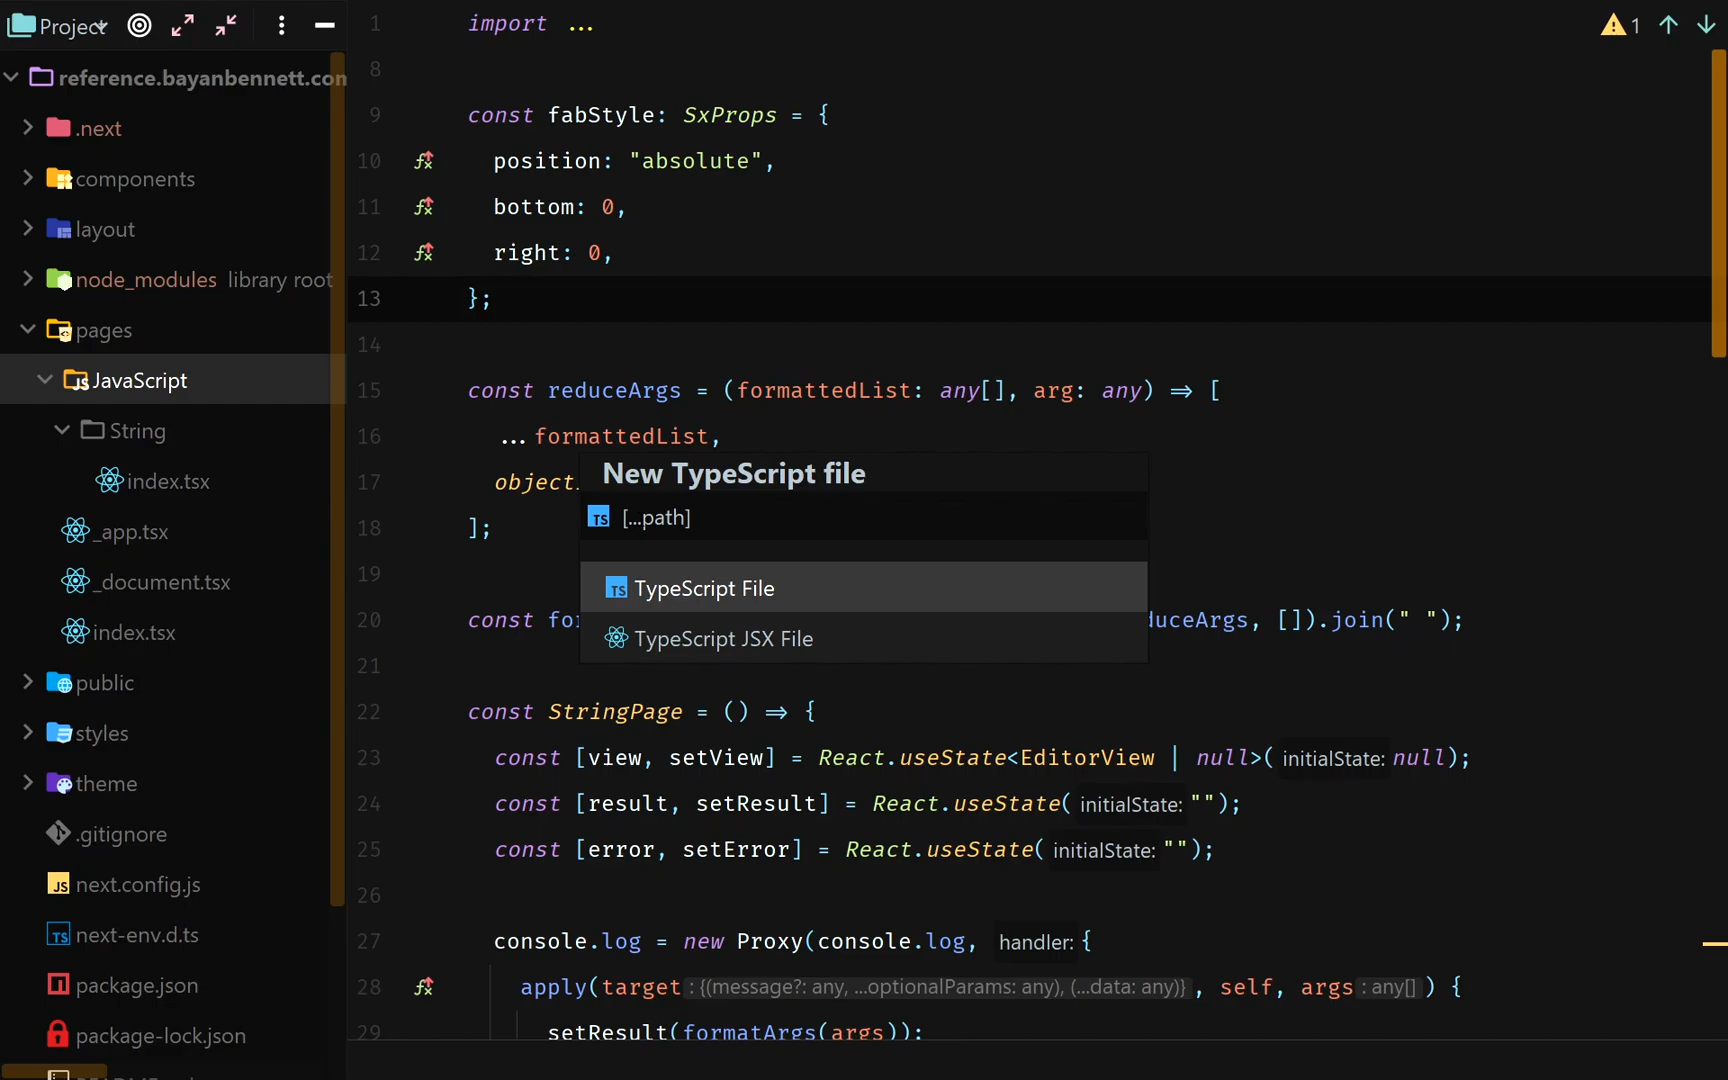 Project
reference.bayanbennett.con
.next
components
layout
node_modules library root
pages
JavaScript
String
index.tsx
_app.tsx
_document.tsx
index.tsx
public
styles
theme
.gitignore
next.config.js
next-env.d.ts
package.json
package-lock.json
1 import ...
8
9 const fabStyle: SxProps = {
10 position: "absolute",
11 bottom: 0,
12 right: 0,
13 };
14
15 const reduceArgs = (formattedList: any[], arg: any) ⇒ [
16 ...formattedList,
17 object.
18 ];
19
20 const for duceArgs, []).join(" ");
21
22 const StringPage = () ⇒ {
23 const [view, setView] = React.useState<EditorView | null>( initialState: null);
24 const [result, setResult] = React.useState( initialState: "");
25 const [error, setError] = React.useState( initialState: "");
26
27 console.log = new Proxy(console.log, handler: {
28 apply(target : {(message?: any, ...optionalParams: any), (...data: any)} , self, args : any[] ) {
29 setResult(formatArgs(args));
New TypeScript file
TS [...path]
TS TypeScript File
TypeScript JSX File
1